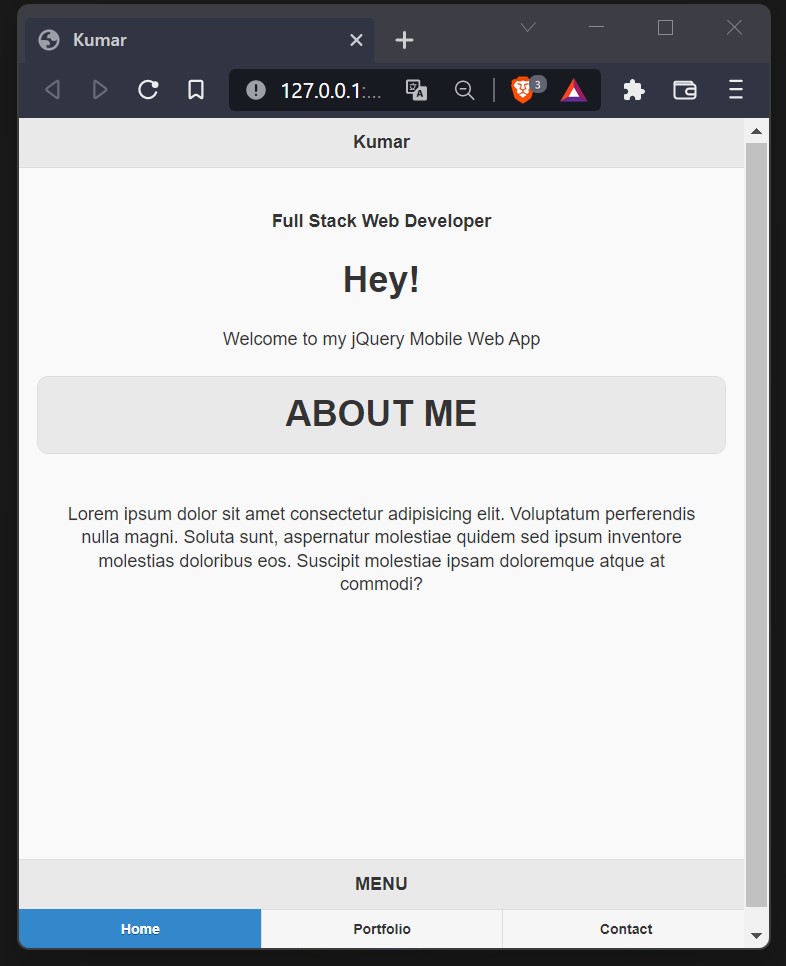 Kumar
127.0.0.1:...
3
Kumar
Full Stack Web Developer
Hey!
Welcome to my jQuery Mobile Web App
ABOUT ME
Lorem ipsum dolor sit amet consectetur adipisicing elit. Voluptatum perferendis
nulla magni. Soluta sunt, aspernatur molestiae quidem sed ipsum inventore
molestias doloribus eos. Suscipit molestiae ipsam doloremque atque at
commodi?
MENU
Home Portfolio Contact